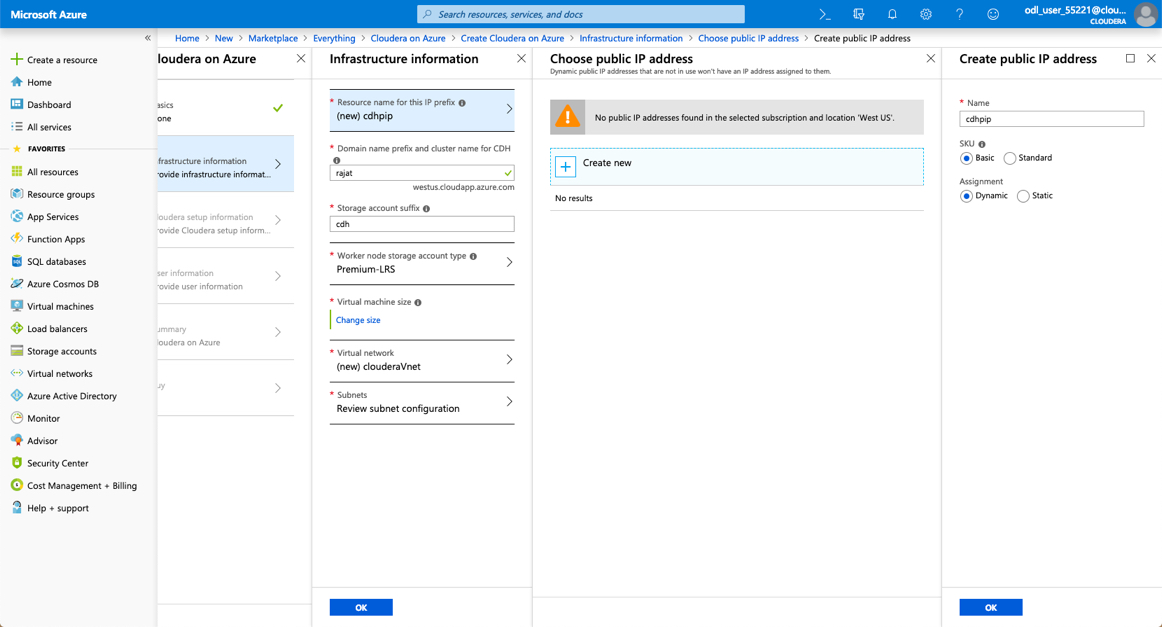 Microsoft Azure
Search resources, services, and docs
odl_user_55221@clou...
CLOUDERA
Home > New > Marketplace > Everything > Cloudera on Azure > Create Cloudera on Azure > Infrastructure information > Choose public IP address > Create public IP address
Create a resource
Home
Dashboard
All services
FAVORITES
All resources
Resource groups
App Services
Function Apps
SQL databases
Azure Cosmos DB
Virtual machines
Load balancers
Storage accounts
Virtual networks
Azure Active Directory
Monitor
Advisor
Security Center
Cost Management + Billing
Help + support
loudera on Azure
asics
one
frastructure information
rovide infrastructure informat...
loudera setup information
rovide Cloudera setup inform...
ser information
rovide user information
ummary
loudera on Azure
uy
Infrastructure information
* Resource name for this IP prefix
(new) cdhpip
* Domain name prefix and cluster name for CDH
rajat
westus.cloudapp.azure.com
* Storage account suffix
cdh
* Worker node storage account type
Premium-LRS
* Virtual machine size
Change size
* Virtual network
(new) clouderaVnet
* Subnets
Review subnet configuration
OK
Choose public IP address
Dynamic public IP addresses that are not in use won't have an IP address assigned to them.
No public IP addresses found in the selected subscription and location 'West US'.
Create new
No results
Create public IP address
* Name
cdhpip
SKU
Basic Standard
Assignment
Dynamic Static
OK